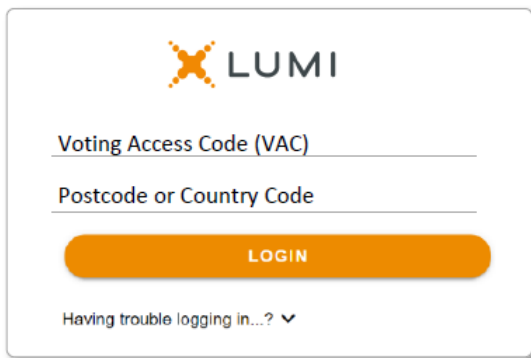 LUMI
Voting Access Code (VAC)
Postcode or Country Code
LOGIN
Having trouble logging in...?